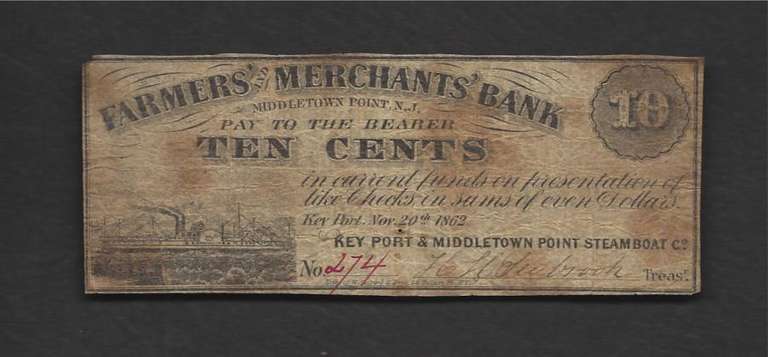 FARMERS' AND MERCHANTS' BANK
10
MIDDLETOWN POINT, N.J.
PAY TO THE BEARER
TEN CENTS
in current funds on presentation of
like Checks in sums of even Dollars.
Key Port. Nov. 20th 1862
KEY PORT & MIDDLETOWN POINT STEAMBOAT Co
No. 274
Treasr.